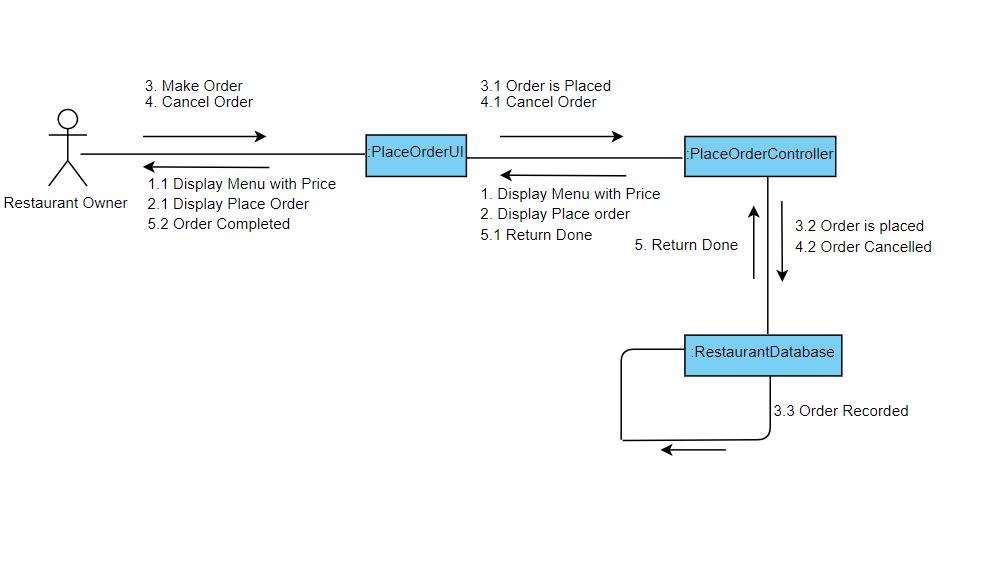 3. Make Order
4. Cancel Order
3.1 Order is Placed
4.1 Cancel Order
:PlaceOrderUI
:PlaceOrderController
Restaurant Owner
1.1 Display Menu with Price
2.1 Display Place Order
5.2 Order Completed
1. Display Menu with Price
2. Display Place order
5.1 Return Done
5. Return Done
3.2 Order is placed
4.2 Order Cancelled
:RestaurantDatabase
3.3 Order Recorded